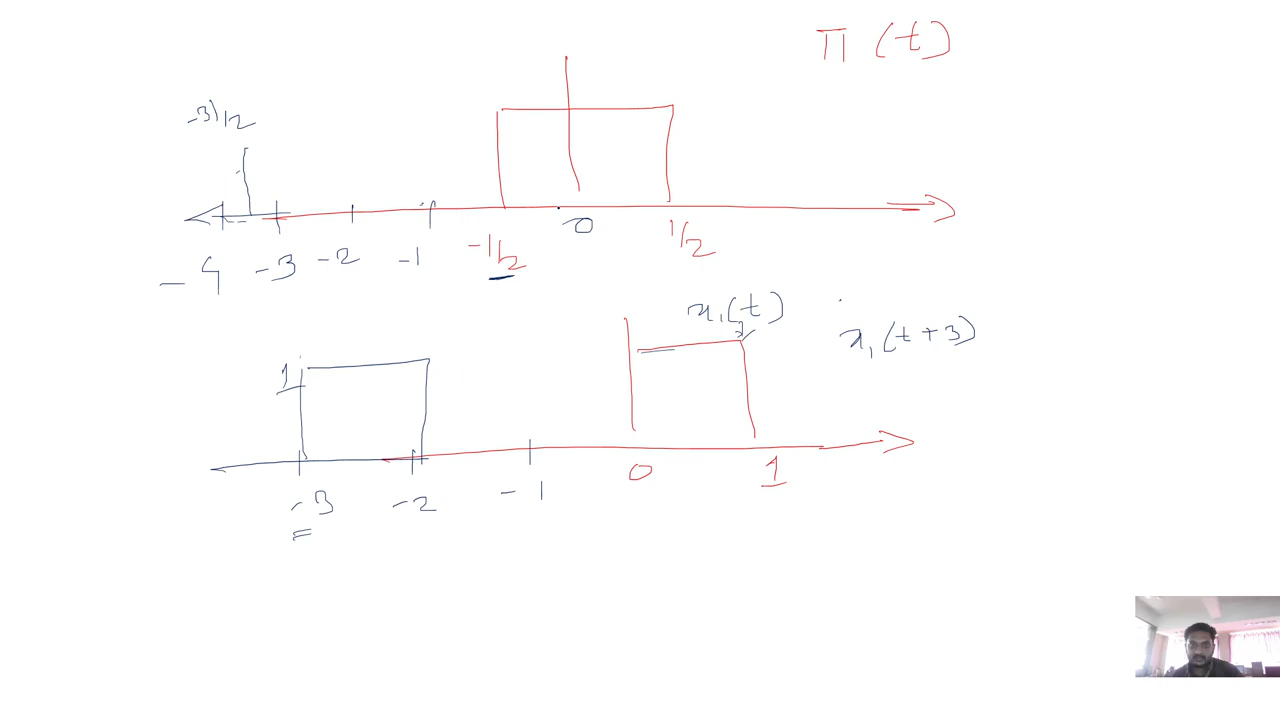 Π (t)
-3/2
0
-1/2
1/2
-4 -3 -2 -1
x₁(t)
x₁(t+3)
1
0
1
-3 -2 -1